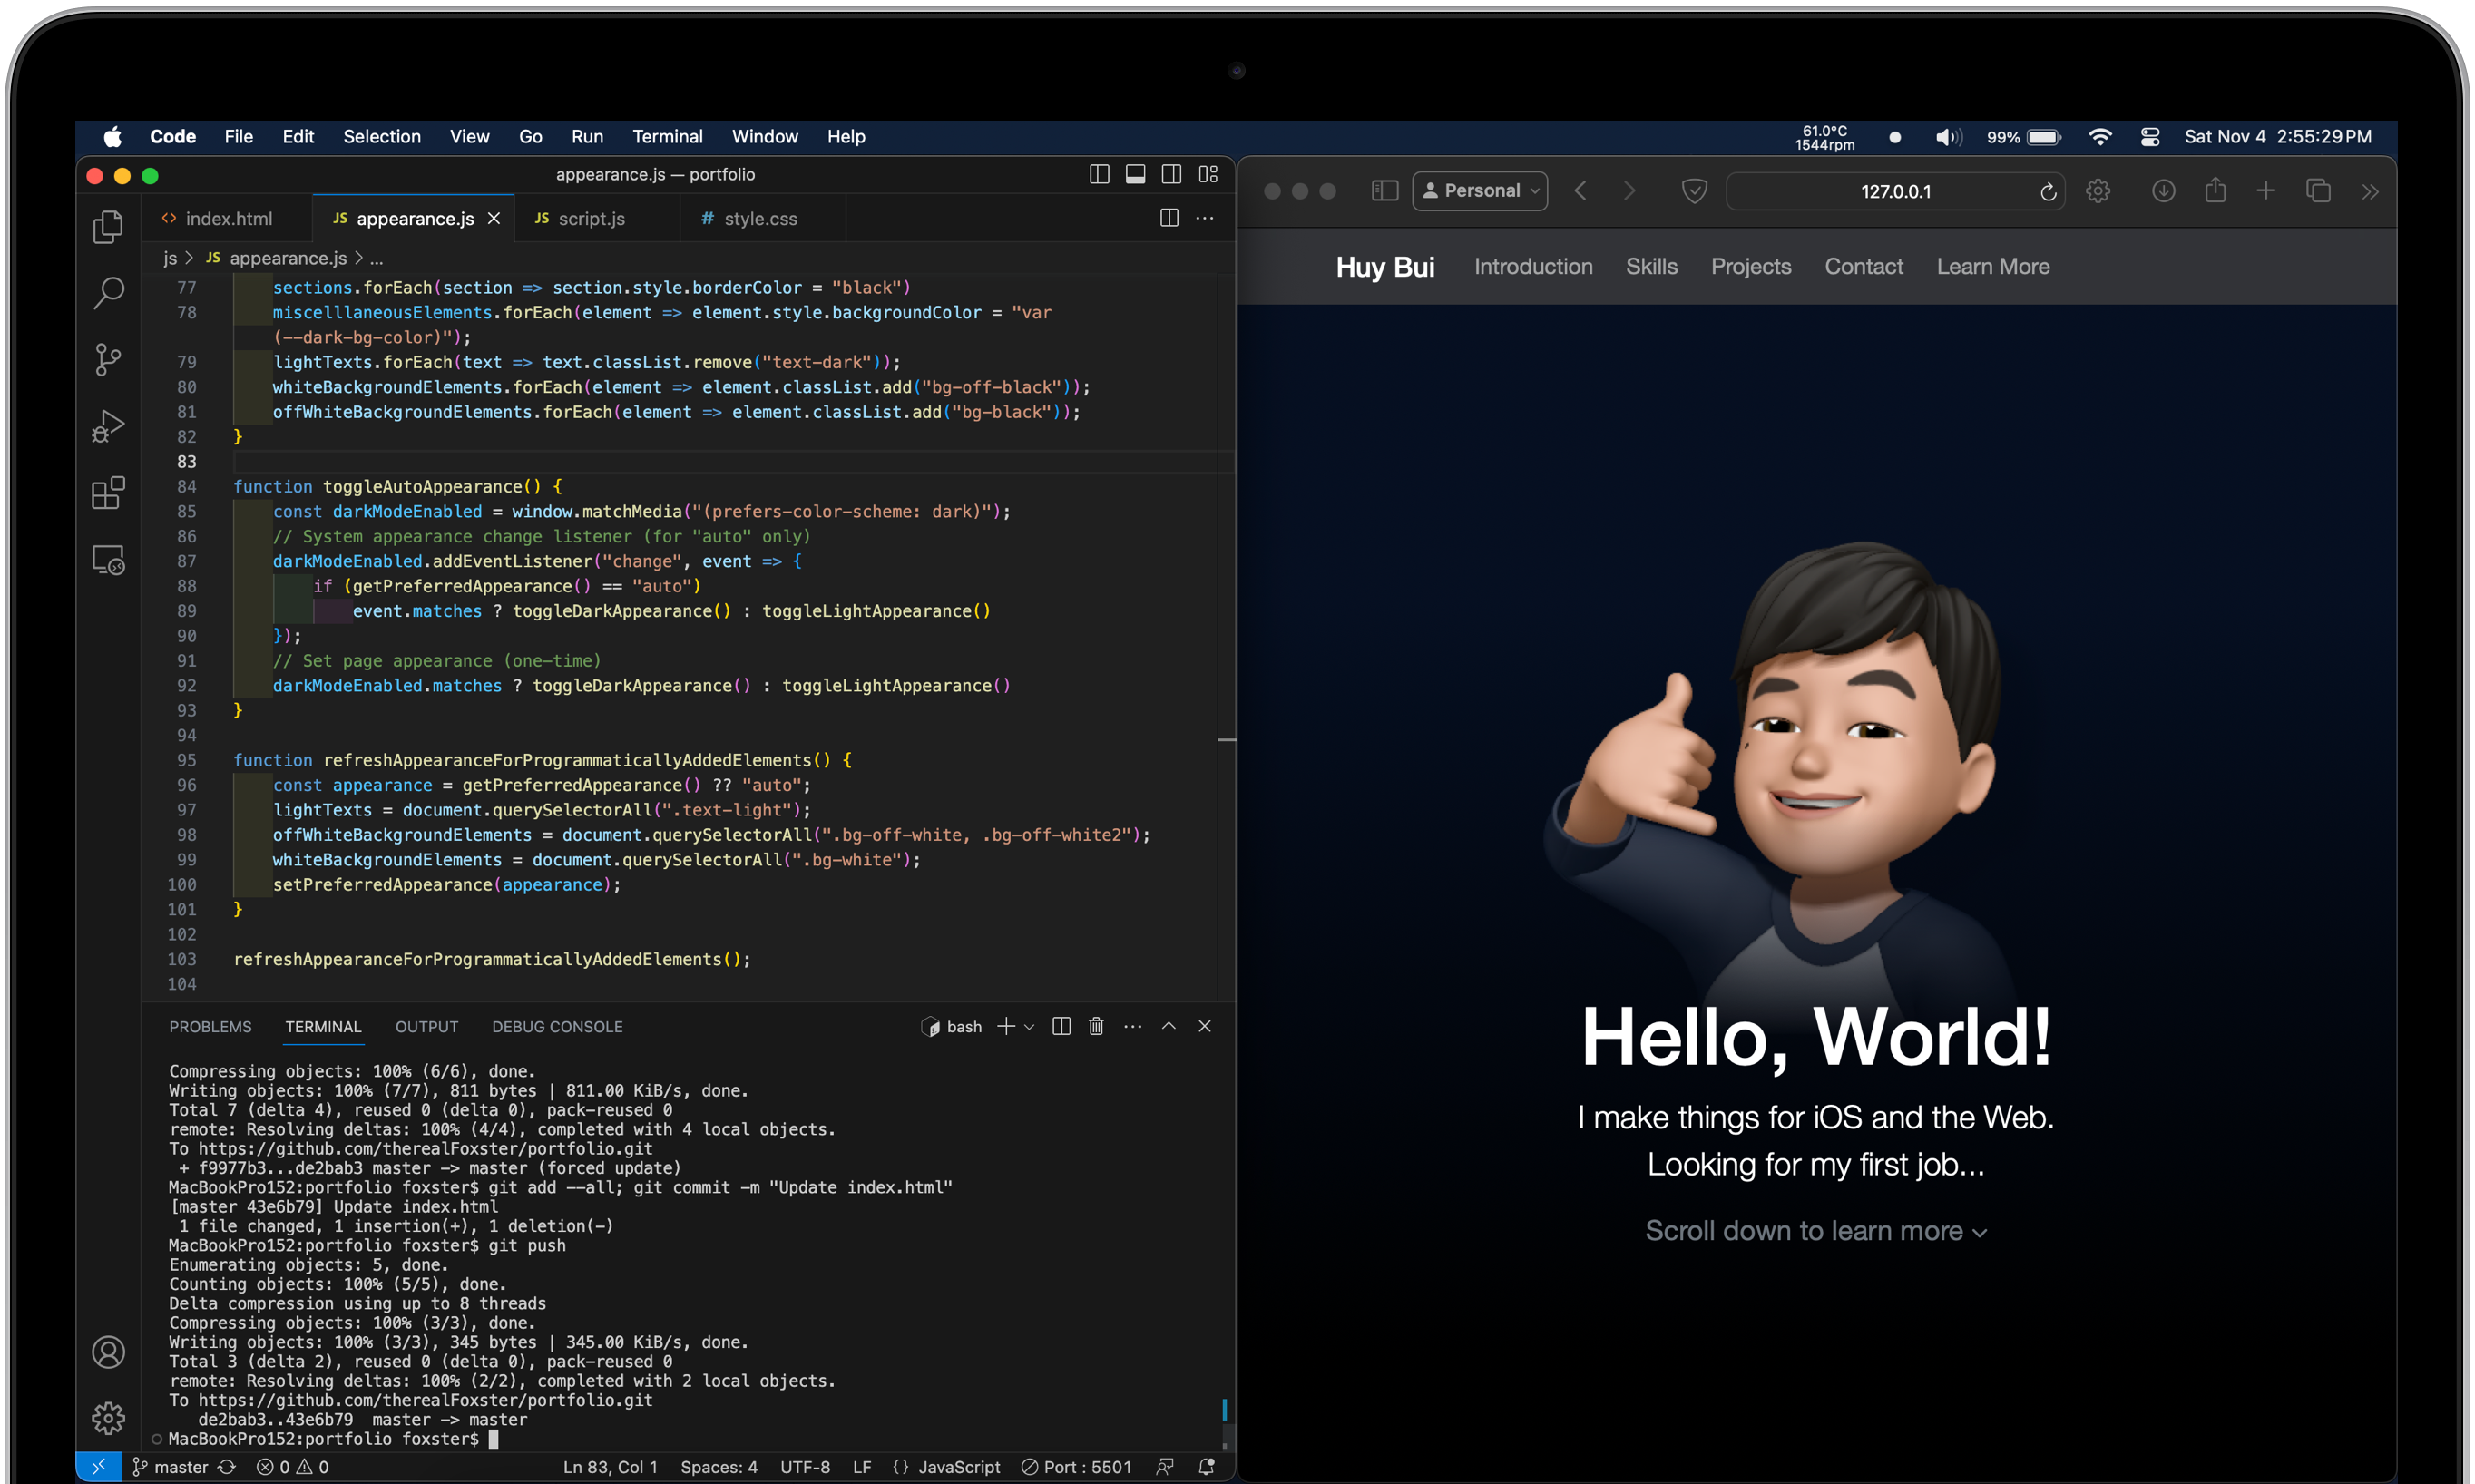 Code File Edit Selection View Go Run Terminal Window Help
61.0°C
1544rpm
99%
Sat Nov 4 2:55:29 PM
appearance.js — portfolio
<> index.html
JS appearance.js
JS script.js
# style.css
js > JS appearance.js > ...
77 sections.forEach(section => section.style.borderColor = "black")
78 miscelllaneousElements.forEach(element => element.style.backgroundColor = "var
(--dark-bg-color)");
79 lightTexts.forEach(text => text.classList.remove("text-dark"));
80 whiteBackgroundElements.forEach(element => element.classList.add("bg-off-black"));
81 offWhiteBackgroundElements.forEach(element => element.classList.add("bg-black"));
82 }
83
84 function toggleAutoAppearance() {
85 const darkModeEnabled = window.matchMedia("(prefers-color-scheme: dark)");
86 // System appearance change listener (for "auto" only)
87 darkModeEnabled.addEventListener("change", event => {
88 if (getPreferredAppearance() == "auto")
89 event.matches ? toggleDarkAppearance() : toggleLightAppearance()
90 });
91 // Set page appearance (one-time)
92 darkModeEnabled.matches ? toggleDarkAppearance() : toggleLightAppearance()
93 }
94
95 function refreshAppearanceForProgrammaticallyAddedElements() {
96 const appearance = getPreferredAppearance() ?? "auto";
97 lightTexts = document.querySelectorAll(".text-light");
98 offWhiteBackgroundElements = document.querySelectorAll(".bg-off-white, .bg-off-white2");
99 whiteBackgroundElements = document.querySelectorAll(".bg-white");
100 setPreferredAppearance(appearance);
101 }
102
103 refreshAppearanceForProgrammaticallyAddedElements();
104
PROBLEMS TERMINAL OUTPUT DEBUG CONSOLE
bash
Compressing objects: 100% (6/6), done.
Writing objects: 100% (7/7), 811 bytes | 811.00 KiB/s, done.
Total 7 (delta 4), reused 0 (delta 0), pack-reused 0
remote: Resolving deltas: 100% (4/4), completed with 4 local objects.
To https://github.com/therealFoxster/portfolio.git
+ f9977b3...de2bab3 master -> master (forced update)
MacBookPro152:portfolio foxster$ git add --all; git commit -m "Update index.html"
[master 43e6b79] Update index.html
1 file changed, 1 insertion(+), 1 deletion(-)
MacBookPro152:portfolio foxster$ git push
Enumerating objects: 5, done.
Counting objects: 100% (5/5), done.
Delta compression using up to 8 threads
Compressing objects: 100% (3/3), done.
Writing objects: 100% (3/3), 345 bytes | 345.00 KiB/s, done.
Total 3 (delta 2), reused 0 (delta 0), pack-reused 0
remote: Resolving deltas: 100% (2/2), completed with 2 local objects.
To https://github.com/therealFoxster/portfolio.git
de2bab3..43e6b79 master -> master
MacBookPro152:portfolio foxster$
master 0 0
Ln 83, Col 1 Spaces: 4 UTF-8 LF {} JavaScript Port : 5501
Personal
127.0.0.1
Huy Bui Introduction Skills Projects Contact Learn More
Hello, World!
I make things for iOS and the Web.
Looking for my first job...
Scroll down to learn more